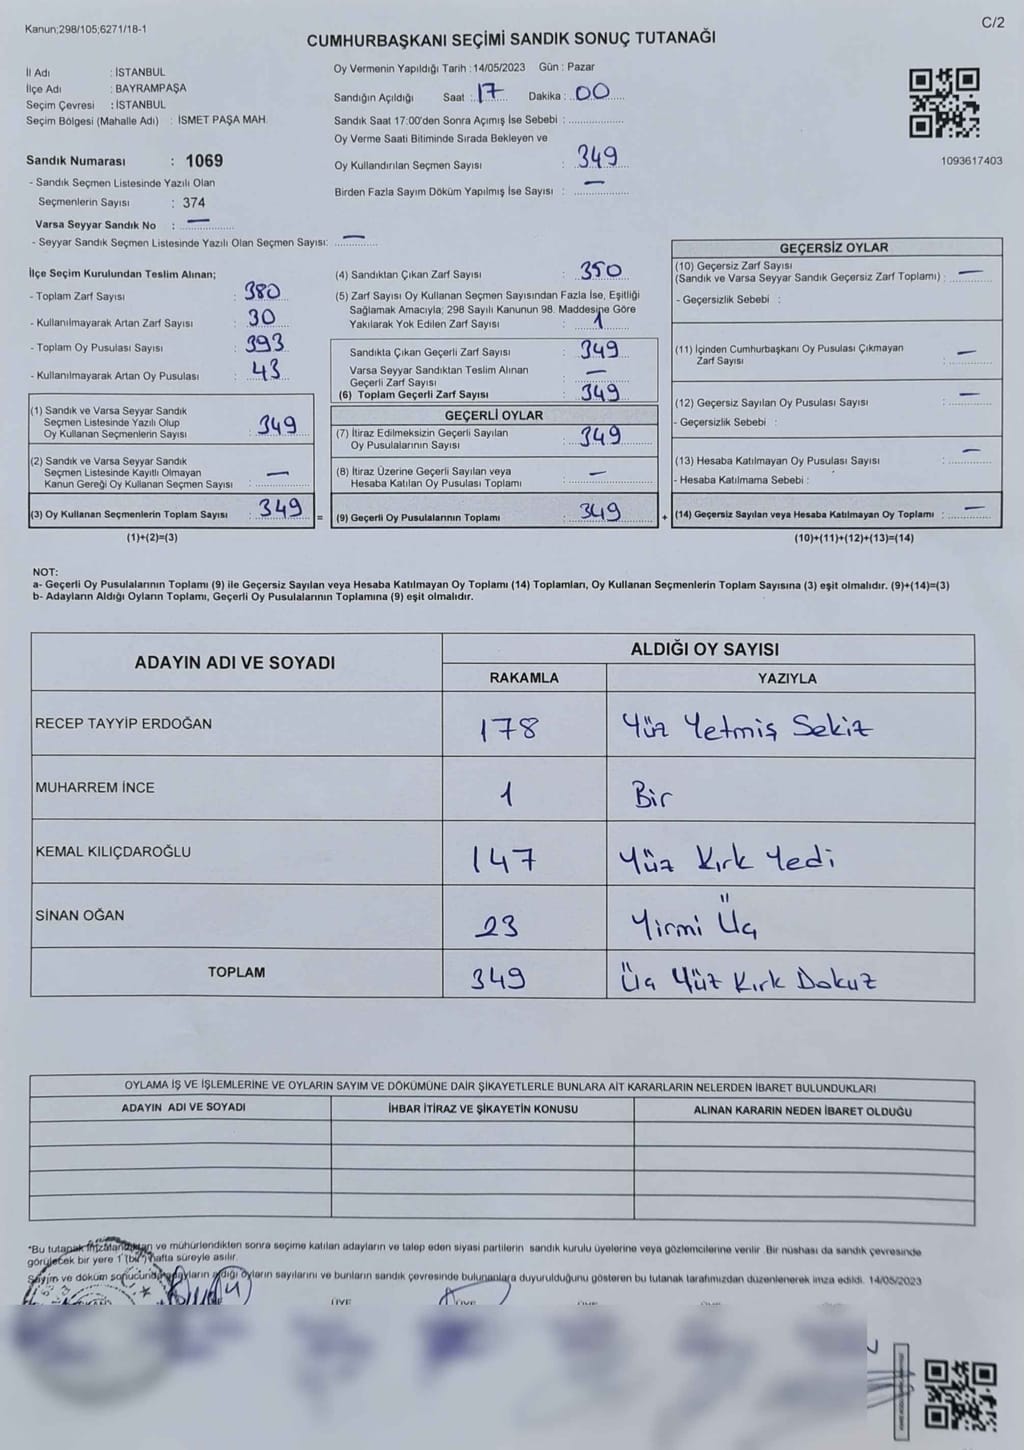 Kanun;298/105;6271/18-1
C/2
CUMHURBAŞKANI SEÇİMİ SANDIK SONUÇ TUTANAĞI
İl Adı : İSTANBUL
İlçe Adı : BAYRAMPAŞA
Seçim Çevresi : İSTANBUL
Seçim Bölgesi (Mahalle Adı) : İSMET PAŞA MAH.
Sandık Numarası : 1069
- Sandık Seçmen Listesinde Yazılı Olan
Seçmenlerin Sayısı : 374
Varsa Seyyar Sandık No : —
- Seyyar Sandık Seçmen Listesinde Yazılı Olan Seçmen Sayısı: —
Oy Vermenin Yapıldığı Tarih : 14/05/2023 Gün : Pazar
Sandığın Açıldığı Saat : 17 Dakika : 00
Sandık Saat 17:00'den Sonra Açımış İse Sebebi :
Oy Verme Saati Bitiminde Sırada Bekleyen ve
Oy Kullandırılan Seçmen Sayısı : 349
Birden Fazla Sayım Döküm Yapılmış İse Sayısı : —
1093617403
İlçe Seçim Kurulundan Teslim Alınan;
- Toplam Zarf Sayısı : 380
- Kullanılmayarak Artan Zarf Sayısı : 30
- Toplam Oy Pusulası Sayısı : 393
- Kullanılmayarak Artan Oy Pusulası : 43
(1) Sandık ve Varsa Seyyar Sandık
Seçmen Listesinde Yazılı Olup
Oy Kullanan Seçmenlerin Sayısı : 349
(2) Sandık ve Varsa Seyyar Sandık
Seçmen Listesinde Kayıtlı Olmayan
Kanun Gereği Oy Kullanan Seçmen Sayısı : —
(3) Oy Kullanan Seçmenlerin Toplam Sayısı : 349 =
(1)+(2)=(3)
(4) Sandıktan Çıkan Zarf Sayısı : 350
(5) Zarf Sayısı Oy Kullanan Seçmen Sayısından Fazla İse, Eşitliği
Sağlamak Amacıyla; 298 Sayılı Kanunun 98. Maddesine Göre
Yakılarak Yok Edilen Zarf Sayısı : 1
Sandıkta Çıkan Geçerli Zarf Sayısı : 349
Varsa Seyyar Sandıktan Teslim Alınan
Geçerli Zarf Sayısı : —
(6) Toplam Geçerli Zarf Sayısı : 349
GEÇERLİ OYLAR
(7) İtiraz Edilmeksizin Geçerli Sayılan
Oy Pusulalarının Sayısı : 349
(8) İtiraz Üzerine Geçerli Sayılan veya
Hesaba Katılan Oy Pusulası Toplamı : —
(9) Geçerli Oy Pusulalarının Toplamı : 349 +
GEÇERSİZ OYLAR
(10) Geçersiz Zarf Sayısı
(Sandık ve Varsa Seyyar Sandık Geçersiz Zarf Toplamı) : —
- Geçersizlik Sebebi :
(11) İçinden Cumhurbaşkanı Oy Pusulası Çıkmayan
Zarf Sayısı : —
(12) Geçersiz Sayılan Oy Pusulası Sayısı : —
- Geçersizlik Sebebi :
(13) Hesaba Katılmayan Oy Pusulası Sayısı : —
- Hesaba Katılmama Sebebi :
(14) Geçersiz Sayılan veya Hesaba Katılmayan Oy Toplamı : —
(10)+(11)+(12)+(13)=(14)
NOT:
a- Geçerli Oy Pusulalarının Toplamı (9) ile Geçersiz Sayılan veya Hesaba Katılmayan Oy Toplamı (14) Toplamları, Oy Kullanan Seçmenlerin Toplam Sayısına (3) eşit olmalıdır. (9)+(14)=(3)
b- Adayların Aldığı Oyların Toplamı, Geçerli Oy Pusulalarının Toplamına (9) eşit olmalıdır.
ADAYIN ADI VE SOYADI
ALDIĞI OY SAYISI
RAKAMLA YAZIYLA
RECEP TAYYİP ERDOĞAN 178 Yüz Yetmiş Sekiz
MUHARREM İNCE 1 Bir
KEMAL KILIÇDAROĞLU 147 Yüz Kırk Yedi
SİNAN OĞAN 23 Yirmi Üç
TOPLAM 349 Üç Yüz Kırk Dokuz
OYLAMA İŞ VE İŞLEMLERİNE VE OYLARIN SAYIM VE DÖKÜMÜNE DAİR ŞİKAYETLERLE BUNLARA AİT KARARLARIN NELERDEN İBARET BULUNDUKLARI
ADAYIN ADI VE SOYADI İHBAR İTİRAZ VE ŞİKAYETİN KONUSU ALINAN KARARIN NEDEN İBARET OLDUĞU
*Bu tutanak imzalandıktan ve mühürlendikten sonra seçime katılan adayların ve talep eden siyasi partilerin sandık kurulu üyelerine veya gözlemcilerine verilir. Bir nüshası da sandık çevresinde
görülecek bir yere 1 (bir) hafta süreyle asılır.
Sayım ve döküm sonucunda adayların aldığı oyların sayılarını ve bunların sandık çevresinde bulunanlara duyurulduğunu gösteren bu tutanak tarafımızdan düzenlenerek imza edildi. 14/05/2023
ÜYE ÜYE